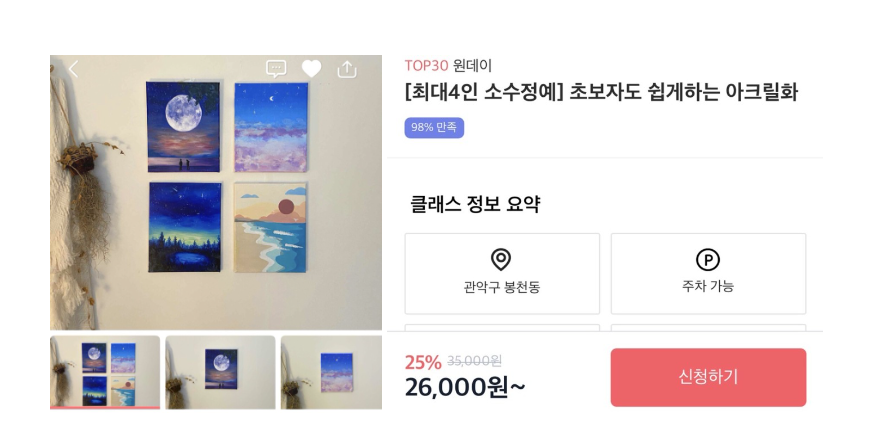 TOP30 원데이
[최대4인 소수정예] 초보자도 쉽게하는 아크릴화
98% 만족
클래스 정보 요약
관악구 봉천동
주차 가능
25% 35,000원
26,000원~
신청하기